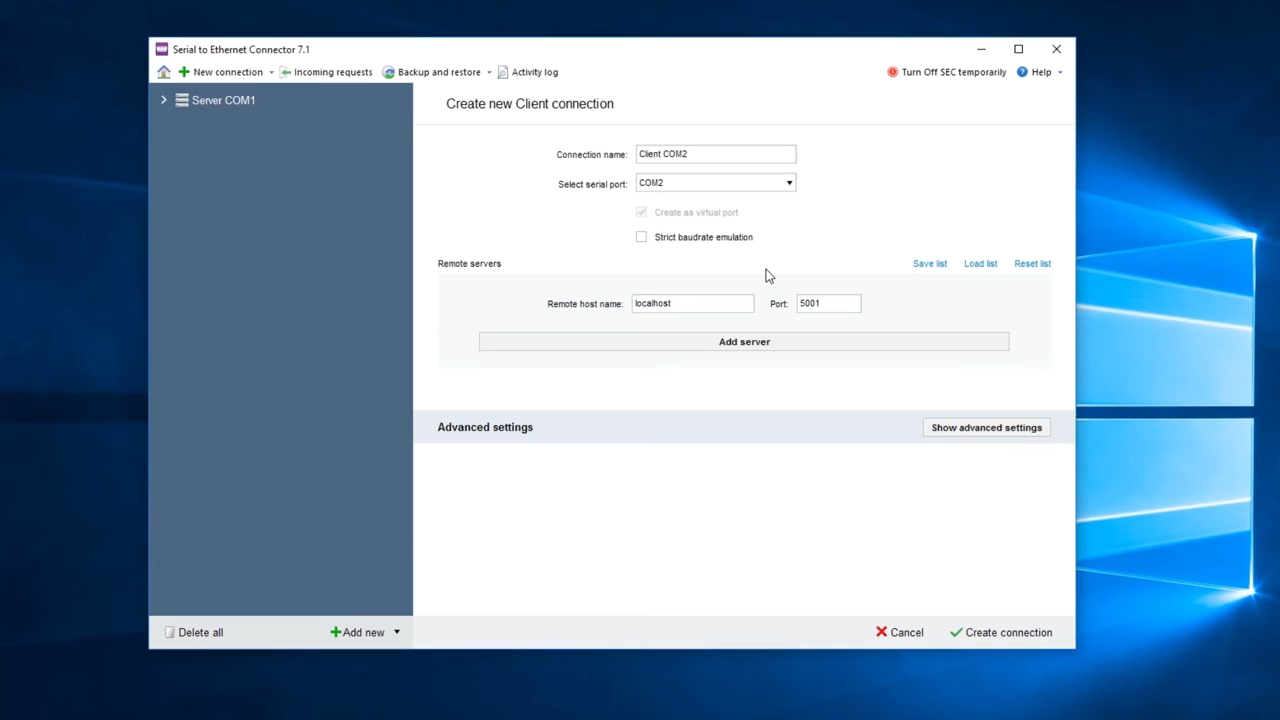 Serial to Ethernet Connector 7.1
New connection Incoming requests Backup and restore Activity log Turn Off SEC temporarily Help
Server COM1
Create new Client connection
Connection name: Client COM2
Select serial port: COM2
Create as virtual port
Strict baudrate emulation
Remote servers Save list Load list Reset list
Remote host name: localhost Port: 5001
Add server
Advanced settings Show advanced settings
Delete all Add new Cancel Create connection